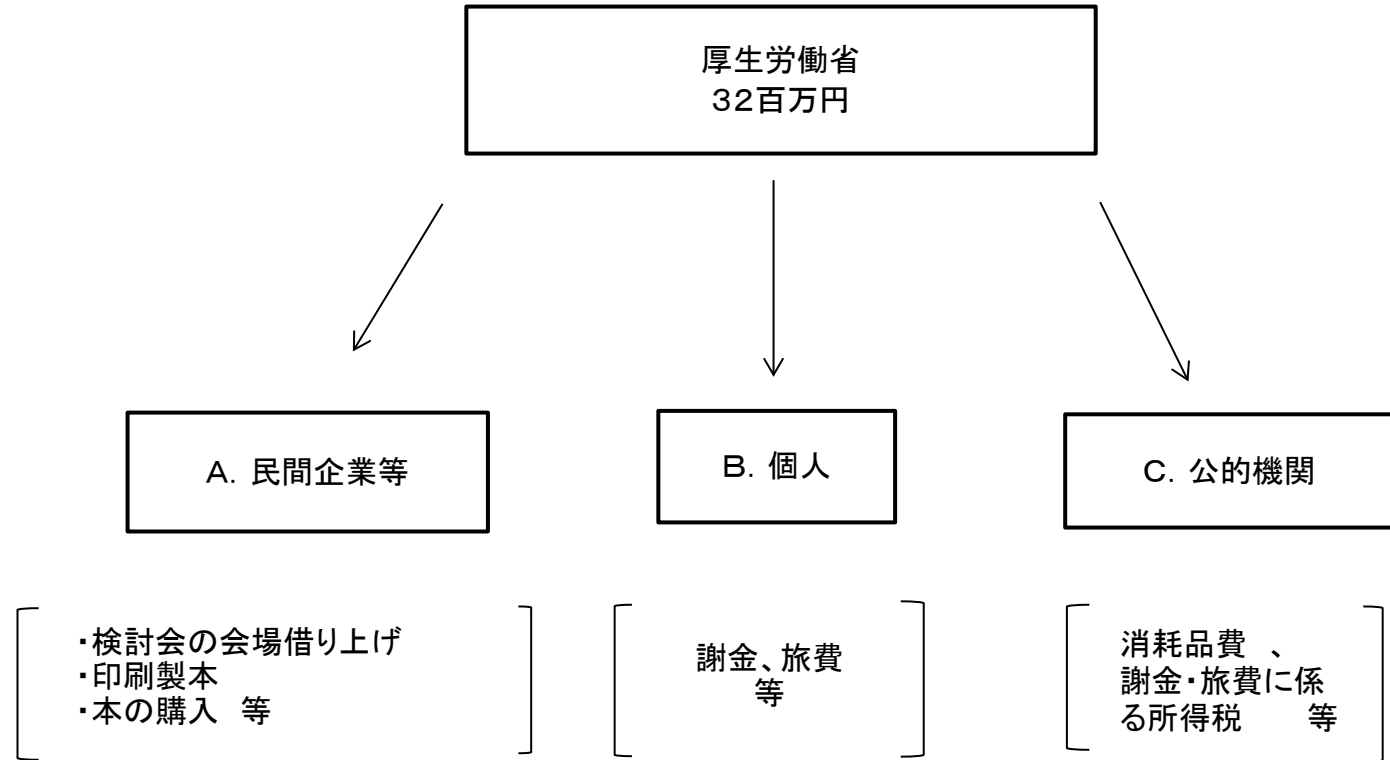 厚生労働省
32百万円
A. 民間企業等
B. 個人
C. 公的機関
・検討会の会場借り上げ
・印刷製本
・本の購入 等
謝金、旅費
等
消耗品費 、
謝金・旅費に係
る所得税 等